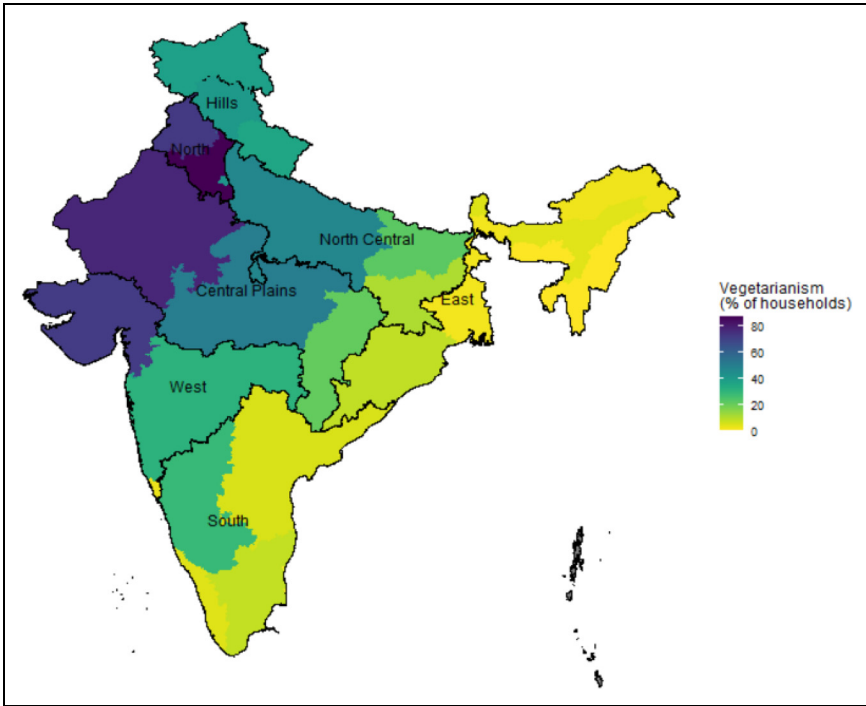 Hills
North
North Central
Central Plains
East
West
South
Vegetarianism
(% of households)
80
60
40
20
0